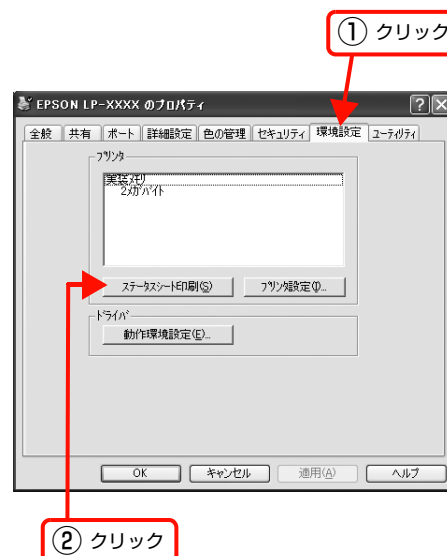 ① クリック
EPSON LP-XXXX のプロパティ
全般 共有 ポート 詳細設定 色の管理 セキュリティ 環境設定 ユーティリティ
プリンタ
実装メモリ
2メガバイト
ステータスシート印刷(S) プリンタ設定(I)...
ドライバ
動作環境設定(E)...
OK キャンセル 適用(A) ヘルプ
② クリック